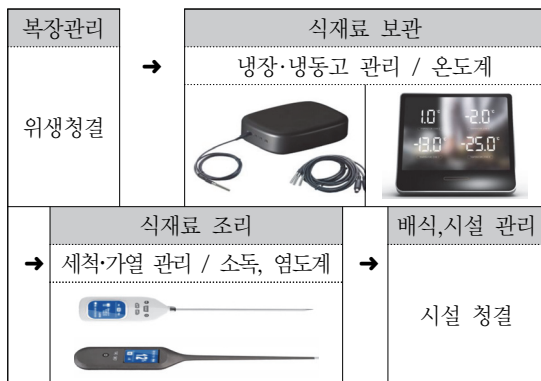 복장관리
위생청결
➜
식재료 보관
냉장·냉동고 관리 / 온도계
1.0° -2.0°
-13.0° -25.0°
➜
식재료 조리
세척·가열 관리 / 소독, 염도계
➜
배식,시설 관리
시설 청결